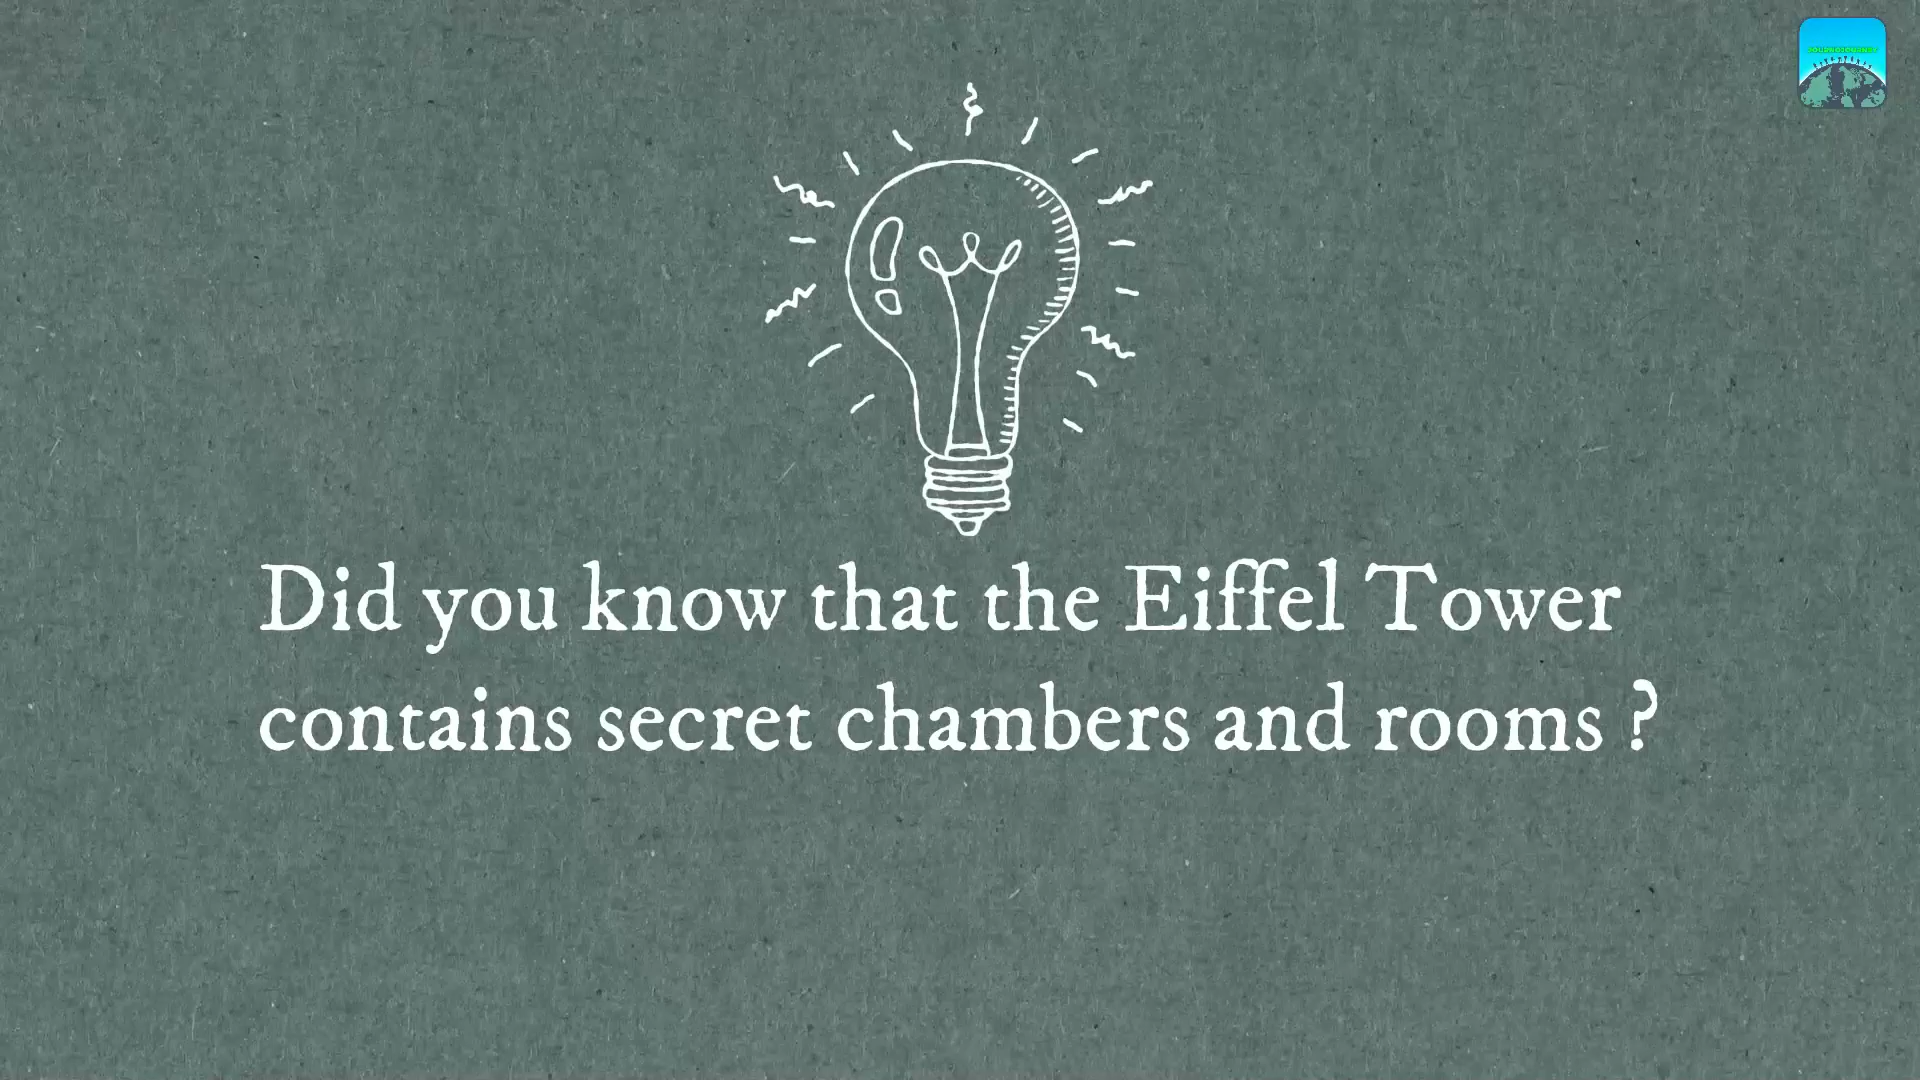 Did you know that the Eiffel Tower
contains secret chambers and rooms ?